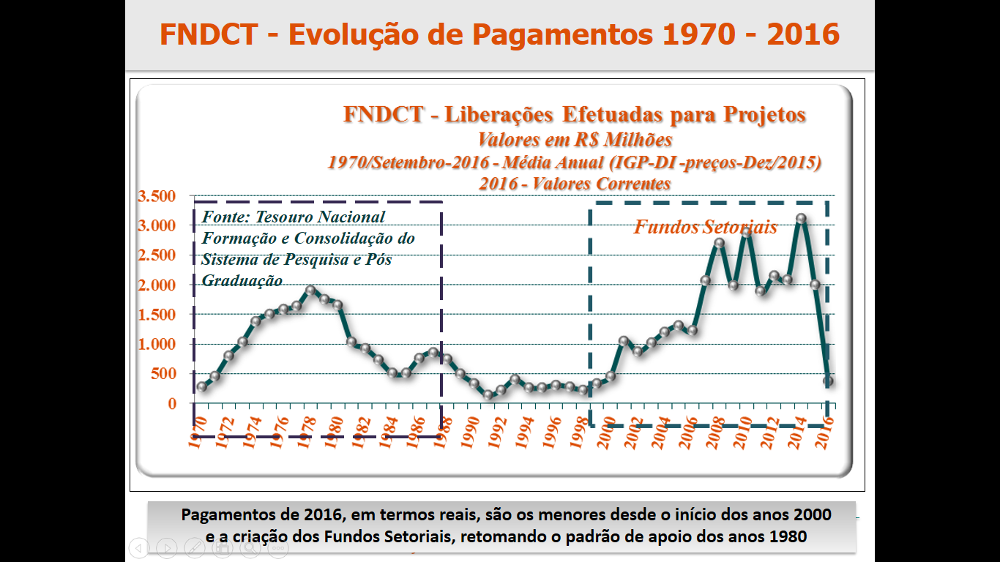 FNDCT - Evolução de Pagamentos 1970 - 2016
FNDCT - Liberações Efetuadas para Projetos
Valores em R$ Milhões
1970/Setembro-2016 - Média Anual (IGP-DI -preços-Dez/2015)
2016 - Valores Correntes
3.500
3.000
2.500
2.000
1.500
1.000
500
0
Fonte: Tesouro Nacional
Formação e Consolidação do
Sistema de Pesquisa e Pós
Graduação
Fundos Setoriais
1970 1972 1974 1976 1978 1980 1982 1984 1986 1988 1990 1992 1994 1996 1998 2000 2002 2004 2006 2008 2010 2012 2014 2016
Pagamentos de 2016, em termos reais, são os menores desde o início dos anos 2000
e a criação dos Fundos Setoriais, retomando o padrão de apoio dos anos 1980